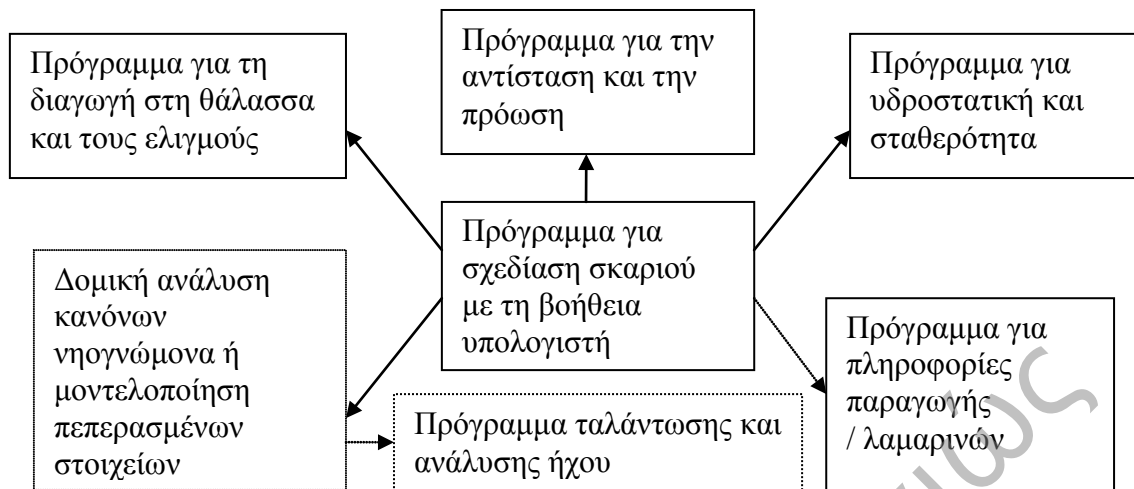 Πρόγραμμα για τη
διαγωγή στη θάλασσα
και τους ελιγμούς
Πρόγραμμα για την
αντίσταση και την
πρόωση
Πρόγραμμα για
υδροστατική και
σταθερότητα
Πρόγραμμα για
σχεδίαση σκαριού
με τη βοήθεια
υπολογιστή
Δομική ανάλυση
κανόνων
νηογνώμονα ή
μοντελοποίηση
πεπερασμένων
στοιχείων
Πρόγραμμα ταλάντωσης και
ανάλυσης ήχου
Πρόγραμμα για
πληροφορίες
παραγωγής
/ λαμαρινών